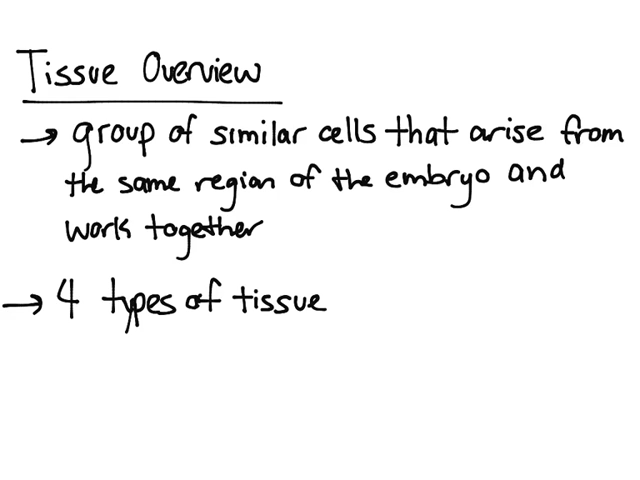 Tissue Overview
→ group of similar cells that arise from
the same region of the embryo and
work together
→ 4 types of tissue